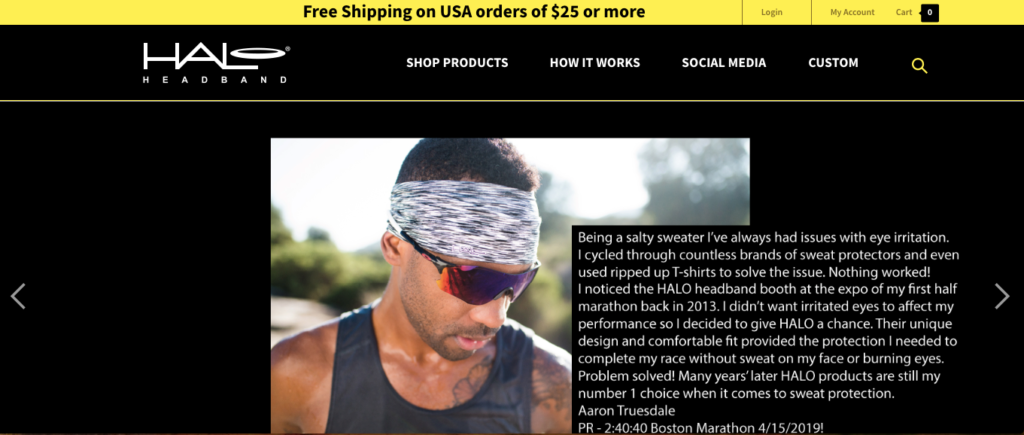 Free Shipping on USA orders of $25 or more
Login
My Account
Cart 0
HALO®
HEADBAND
SHOP PRODUCTS
HOW IT WORKS
SOCIAL MEDIA
CUSTOM
Being a salty sweater I've always had issues with eye irritation.
I cycled through countless brands of sweat protectors and even
used ripped up T-shirts to solve the issue. Nothing worked!
I noticed the HALO headband booth at the expo of my first half
marathon back in 2013. I didn't want irritated eyes to affect my
performance so I decided to give HALO a chance. Their unique
design and comfortable fit provided the protection I needed to
complete my race without sweat on my face or burning eyes.
Problem solved! Many years' later HALO products are still my
number 1 choice when it comes to sweat protection.
Aaron Truesdale
PR - 2:40:40 Boston Marathon 4/15/2019!